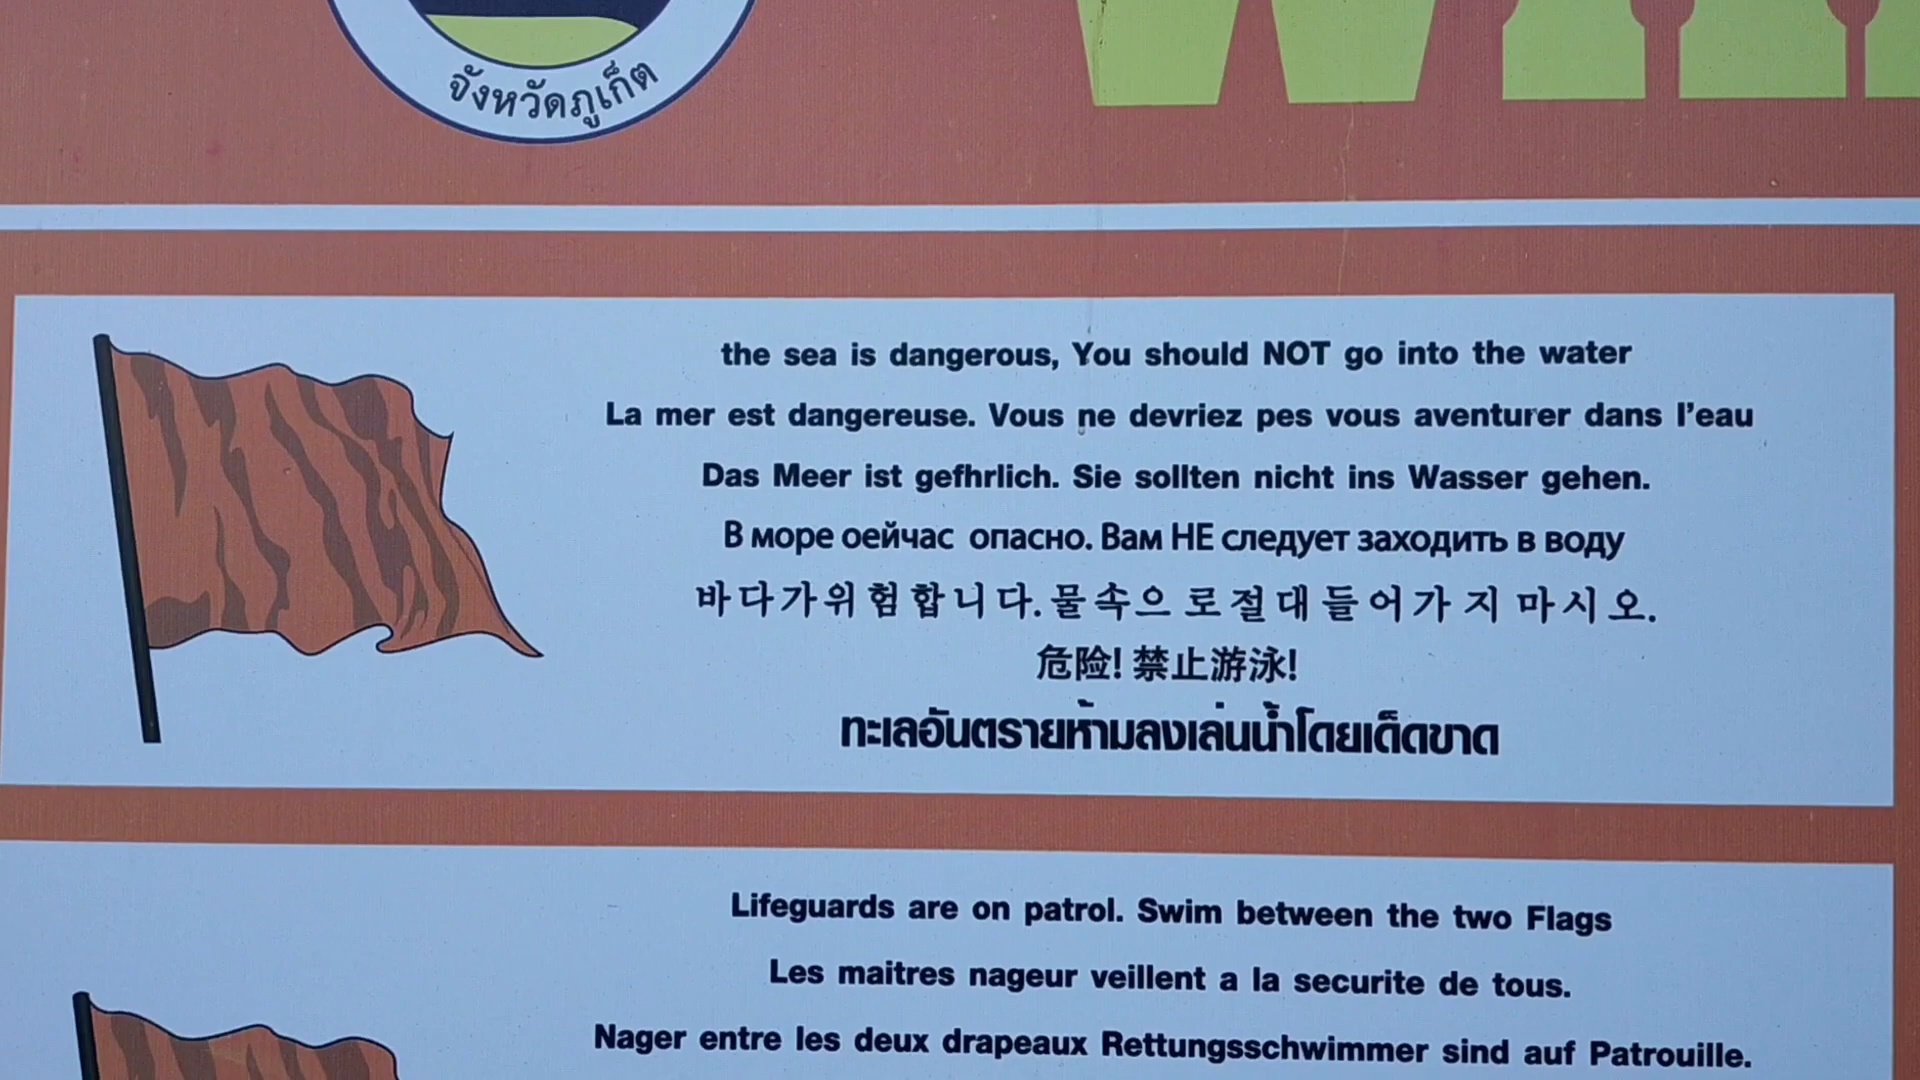 จังหวัดภูเก็ต
the sea is dangerous, You should NOT go into the water
La mer est dangereuse. Vous ne devriez pes vous aventurer dans l'eau
Das Meer ist gefhrlich. Sie sollten nicht ins Wasser gehen.
В море оейчас опасно. Вам НЕ следует заходить в воду
바다가위험합니다. 물속으 로절대들어가 지 마시오.
危险! 禁止游泳!
ทะเลอันตรายห้ามลงเล่นน้ำโดยเด็ดขาด
Lifeguards are on patrol. Swim between the two Flags
Les maitres nageur veillent a la securite de tous.
Nager entre les deux drapeaux Rettungsschwimmer sind auf Patrouille.